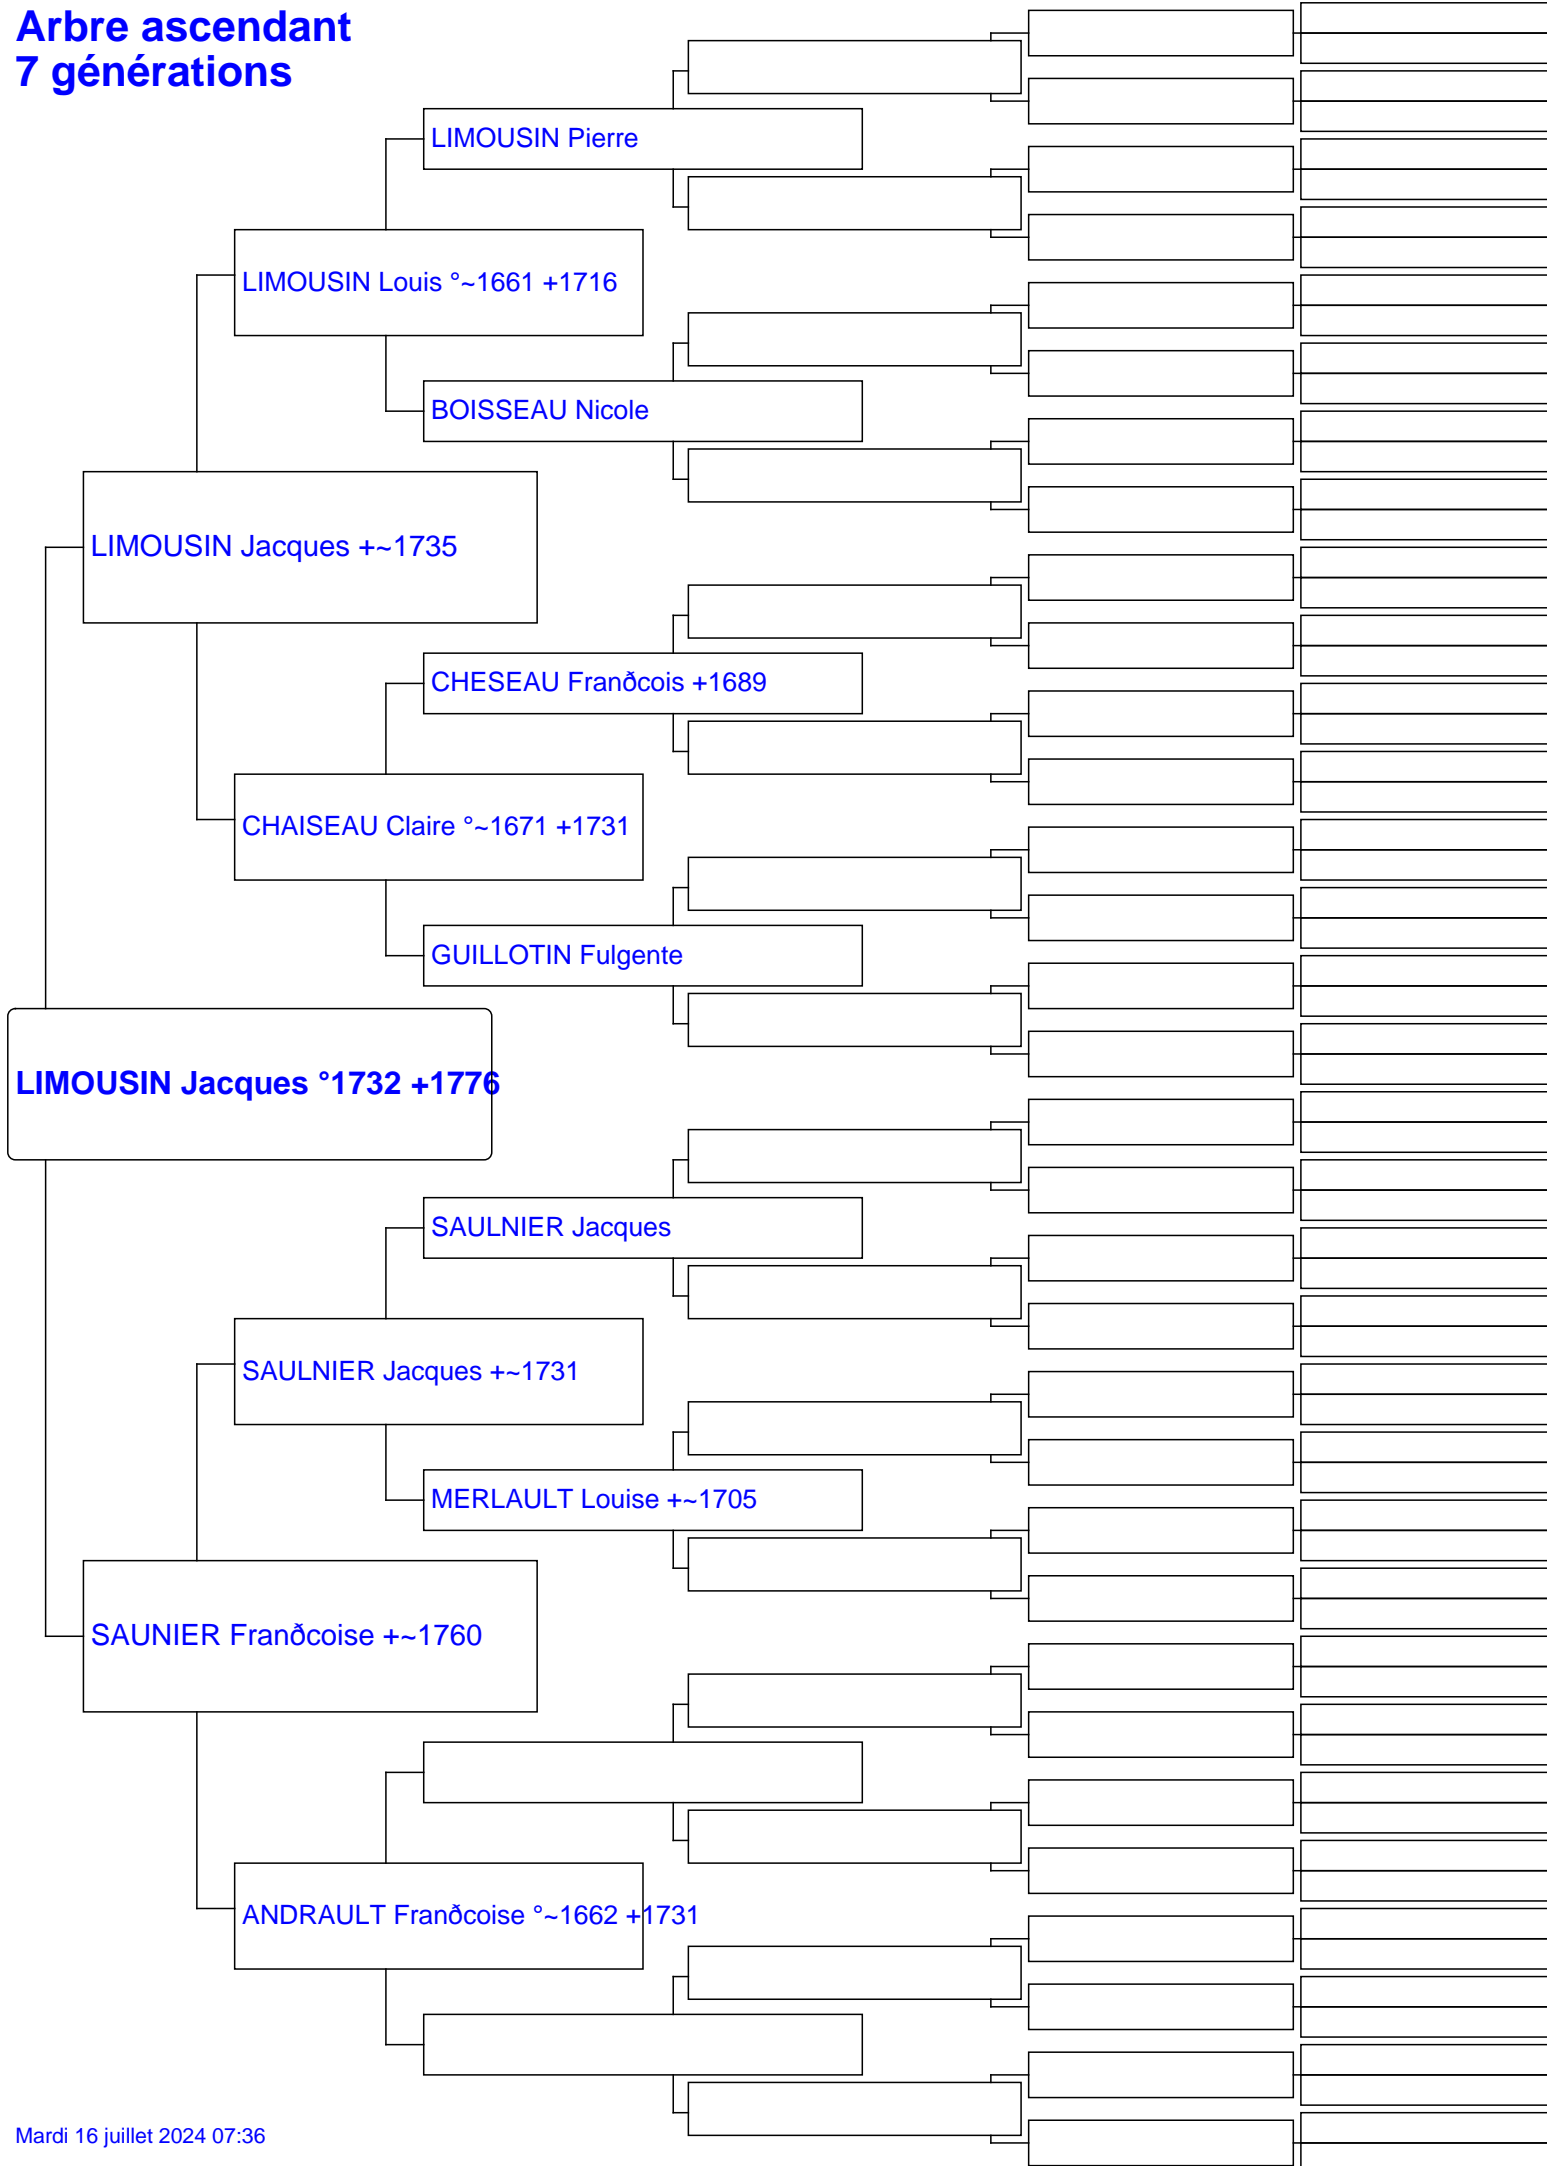 Arbre ascendant
7 générations
LIMOUSIN Pierre
LIMOUSIN Louis °~1661 +1716
BOISSEAU Nicole
LIMOUSIN Jacques +~1735
CHESEAU Franðcois +1689
CHAISEAU Claire °~1671 +1731
GUILLOTIN Fulgente
LIMOUSIN Jacques °1732 +1776
SAULNIER Jacques
SAULNIER Jacques +~1731
MERLAULT Louise +~1705
SAUNIER Franðcoise +~1760
ANDRAULT Franðcoise °~1662 +1731
Mardi 16 juillet 2024 07:36